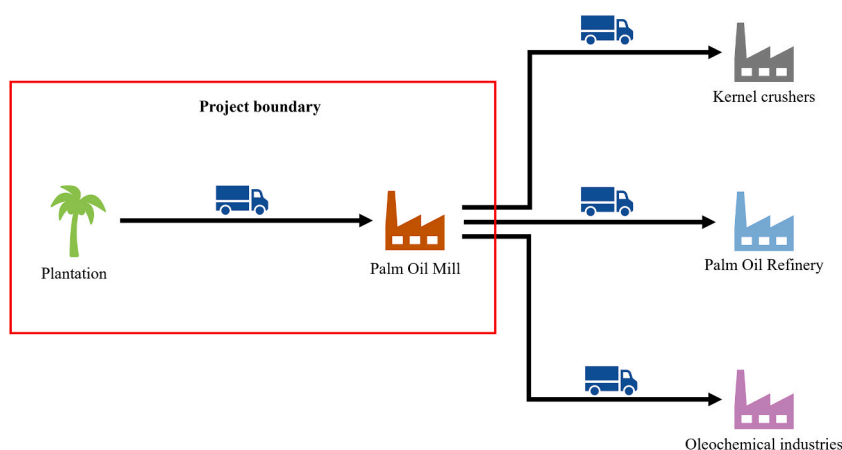 Kernel crushers
Project boundary
Plantation
Palm Oil Mill
Palm Oil Refinery
Oleochemical industries